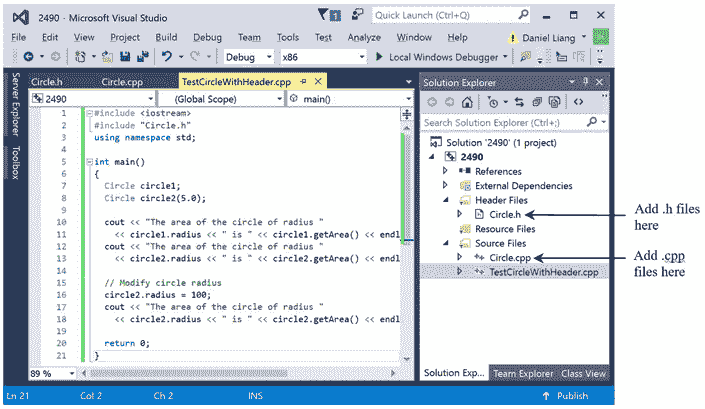 2490 - Microsoft Visual Studio
Quick Launch (Ctrl+Q)
File Edit View Project Build Debug Team Tools Test Analyze Window Help Daniel Liang
Debug x86 Local Windows Debugger
Server Explorer
Toolbox
Circle.h Circle.cpp TestCircleWithHeader.cpp
2490 (Global Scope) main()
1 #include <iostream>
2 #include "Circle.h"
3 using namespace std;
4
5 int main()
6 {
7 Circle circle1;
8 Circle circle2(5.0);
9
10 cout << "The area of the circle of radius "
11 << circle1.radius << " is " << circle1.getArea() << endl
12 cout << "The area of the circle of radius "
13 << circle2.radius << " is " << circle2.getArea() << endl
14
15 // Modify circle radius
16 circle2.radius = 100;
17 cout << "The area of the circle of radius "
18 << circle2.radius << " is " << circle2.getArea() << endl
19
20 return 0;
21 }
89 %
Solution Explorer
Search Solution Explorer (Ctrl+;)
Solution '2490' (1 project)
2490
References
External Dependencies
Header Files
Circle.h
Resource Files
Source Files
Circle.cpp
TestCircleWithHeader.cpp
Solution Exp... Team Explorer Class View
Ln 21 Col 2 Ch 2 INS Publish
Add .h files
here
Add .cpp
files here